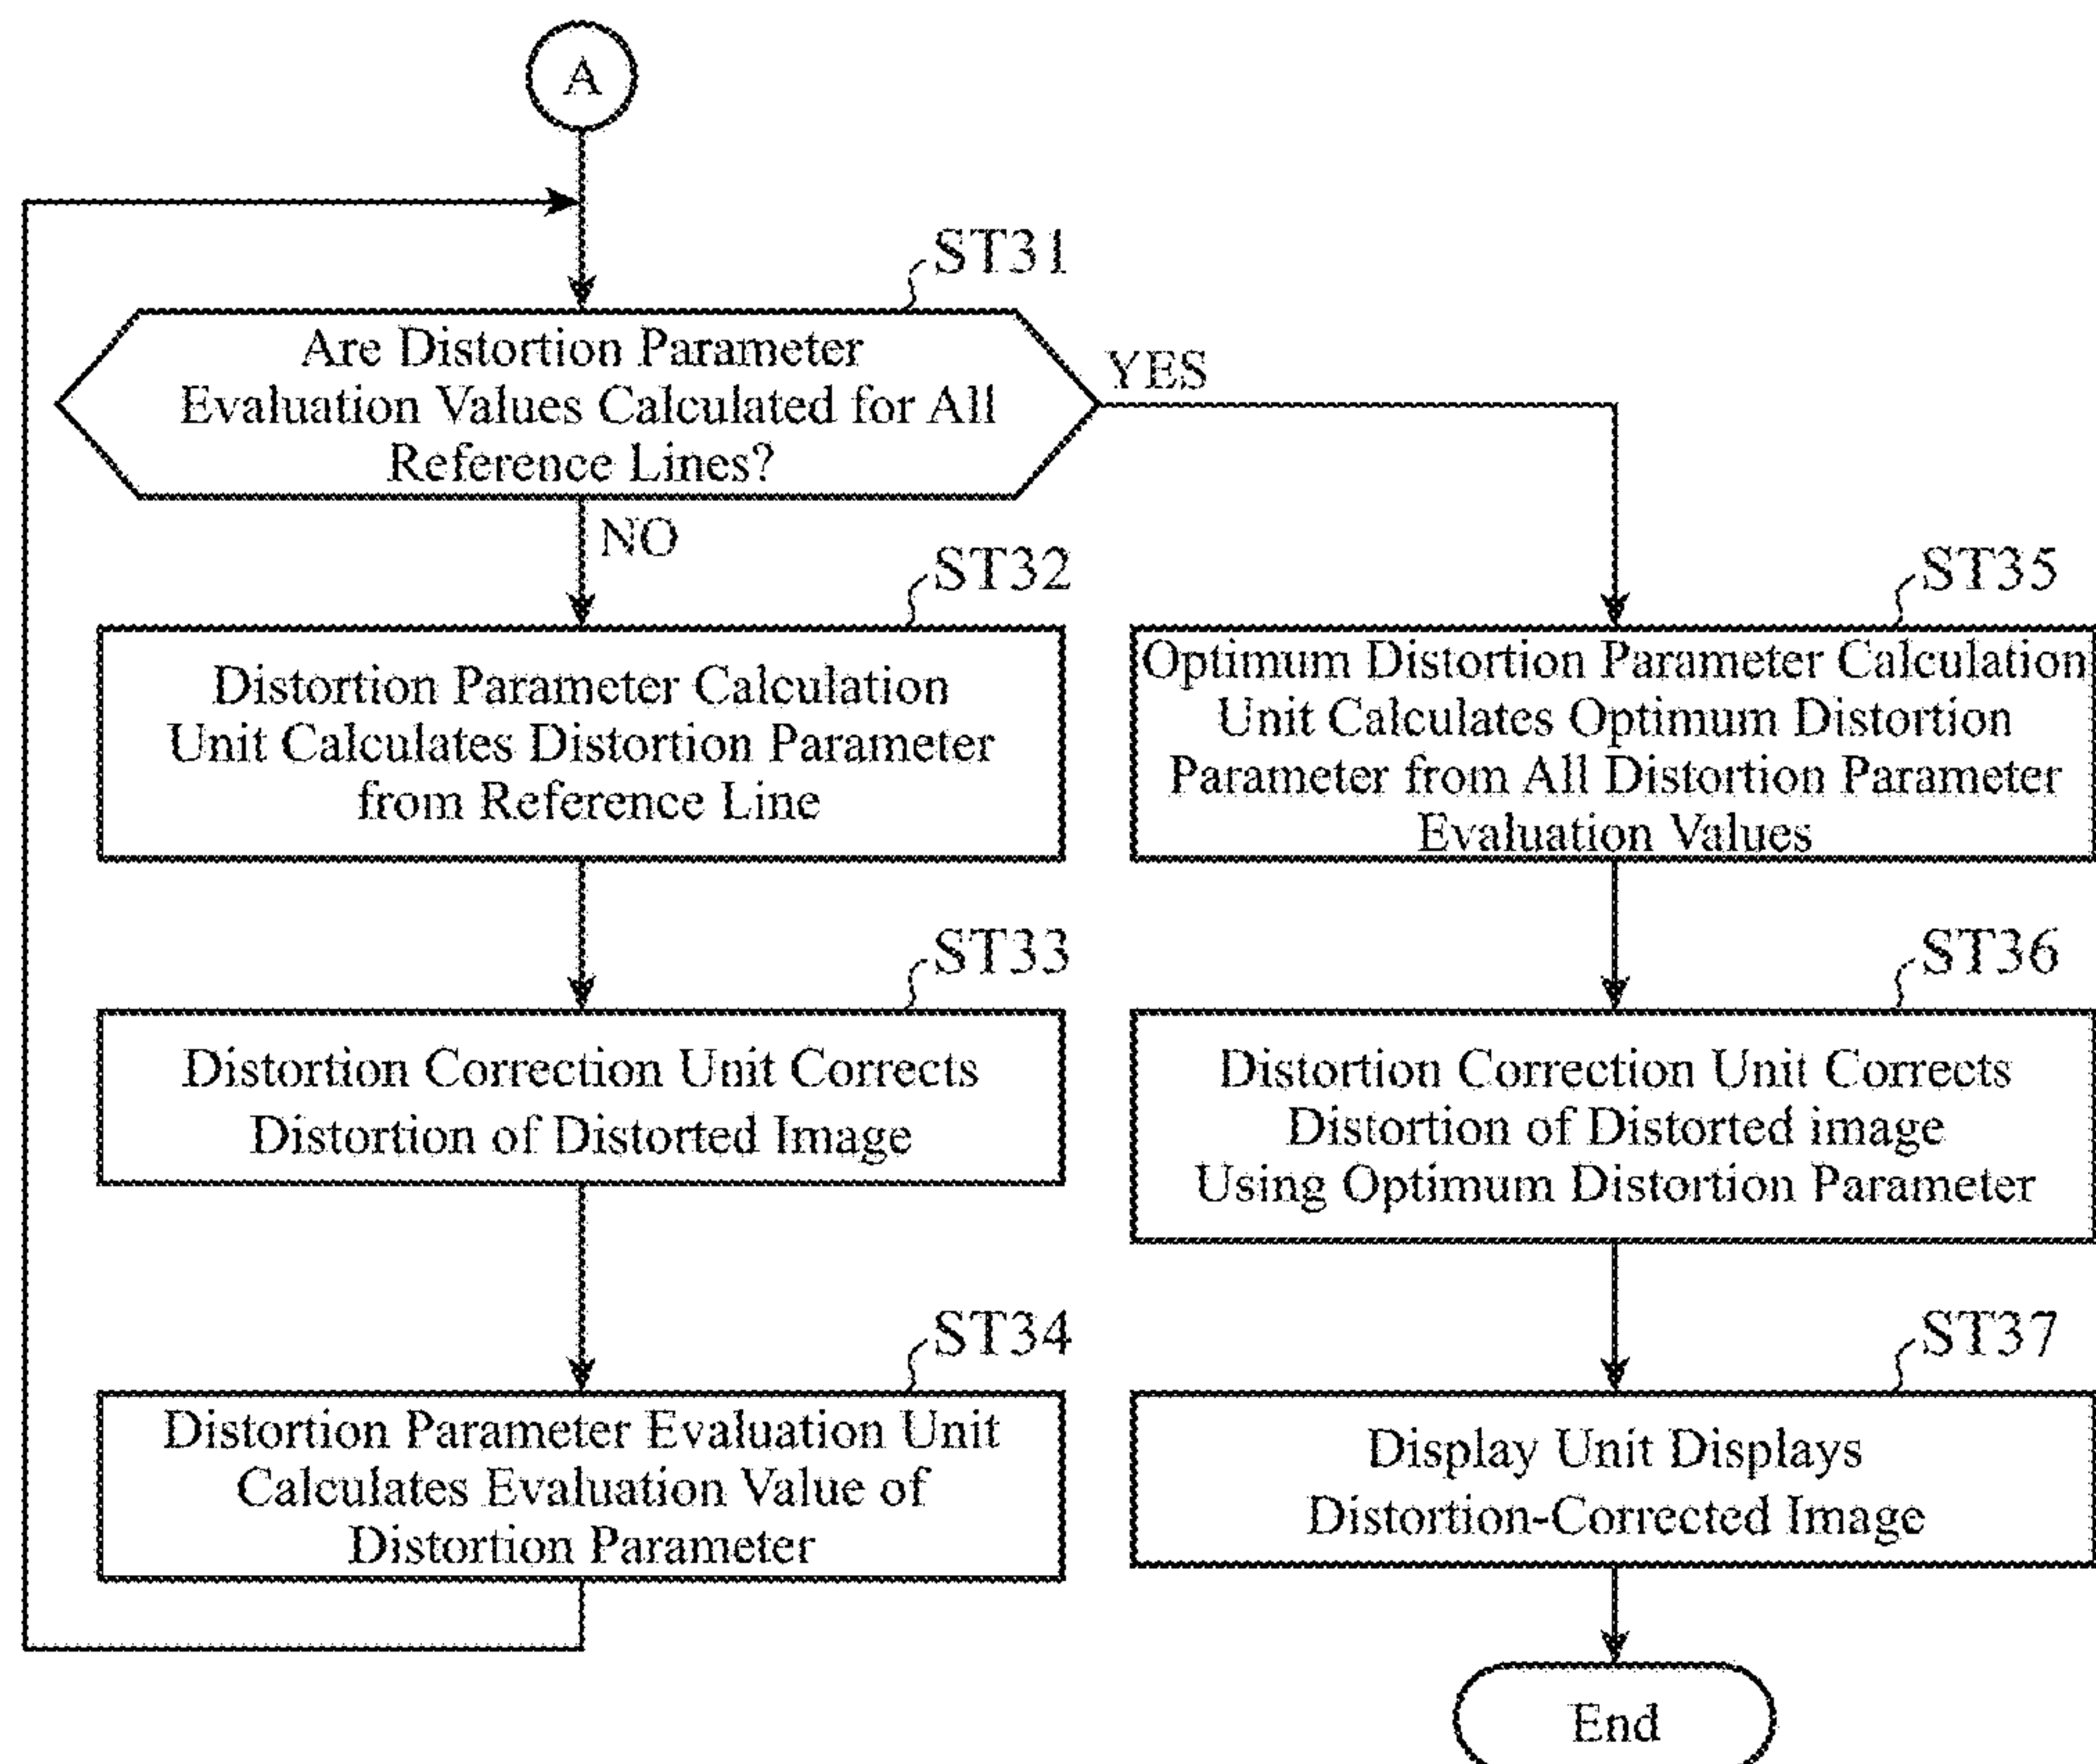 A
ST31
Are Distortion Parameter
Evaluation Values Calculated for All
Reference Lines?
YES
NO
ST32
Distortion Parameter Calculation
Unit Calculates Distortion Parameter
from Reference Line
ST33
Distortion Correction Unit Corrects
Distortion of Distorted Image
ST34
Distortion Parameter Evaluation Unit
Calculates Evaluation Value of
Distortion Parameter
ST35
Optimum Distortion Parameter Calculation
Unit Calculates Optimum Distortion
Parameter from All Distortion Parameter
Evaluation Values
ST36
Distortion Correction Unit Corrects
Distortion of Distorted image
Using Optimum Distortion Parameter
ST37
Display Unit Displays
Distortion-Corrected Image
End